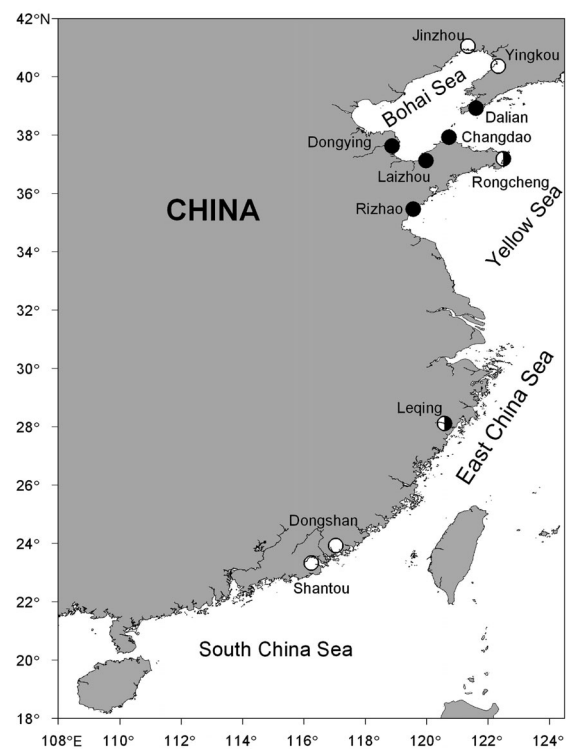 42°N
Jinzhou
Yingkou
40°
Bohai Sea
Dalian
38°
Changdao
Dongying
Laizhou
Rongcheng
36°
CHINA
Rizhao
Yellow Sea
34°
32°
30°
East China Sea
Leqing
28°
26°
Dongshan
24°
Shantou
22°
South China Sea
20°
18°
108°E 110° 112° 114° 116° 118° 120° 122° 124°